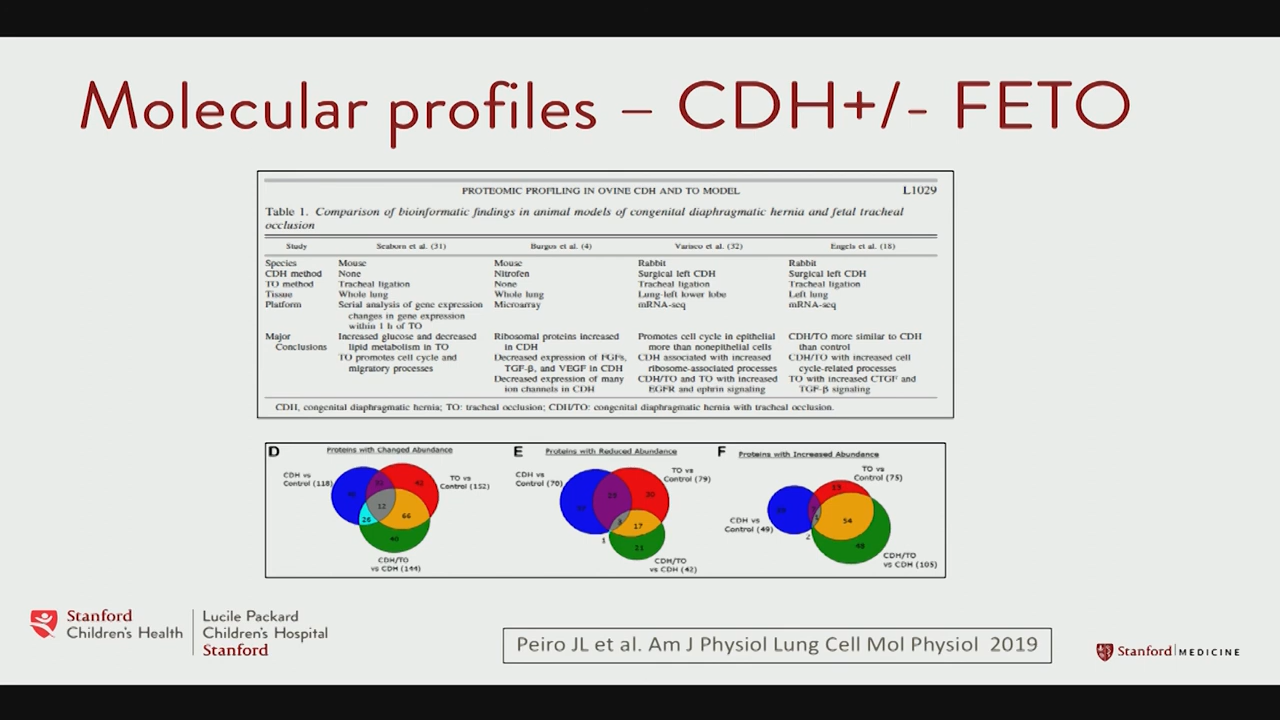 Molecular profiles – CDH+/- FETO
PROTEOMIC PROFILING IN OVINE CDH AND TO MODEL L1029
Table 1. Comparison of bioinformatic findings in animal models of congenital diaphragmatic hernia and fetal tracheal
occlusion
Study Seaborn et al. (31) Burgos et al. (4) Varisco et al. (32) Engels et al. (18)
Species Mouse Mouse Rabbit Rabbit
CDH method None Nitrofen Surgical left CDH Surgical left CDH
TO method Tracheal ligation None Tracheal ligation Tracheal ligation
Tissue Whole lung Whole lung Lung-left lower lobe Left lung
Platform Serial analysis of gene expression Microarray mRNA-seq mRNA-seq
changes in gene expression
within 1 h of TO
Major Increased glucose and decreased Ribosomal proteins increased Promotes cell cycle in epithelial CDH/TO more similar to CDH
Conclusions lipid metabolism in TO in CDH more than nonepithelial cells than control
TO promotes cell cycle and Decreased expression of FGFs, CDH associated with increased CDH/TO with increased cell
migratory processes TGF-β, and VEGF in CDH ribosome-associated processes cycle-related processes
Decreased expression of many CDH/TO and TO with increased TO with increased CTGF and
ion channels in CDH EGFR and ephrin signaling TGF-β signaling
CDH, congenital diaphragmatic hernia; TO: tracheal occlusion; CDH/TO: congenital diaphragmatic hernia with tracheal occlusion.
D Proteins with Changed Abundance
CDH vs
Control (118)
TO vs
Control (152)
12
66
26
CDH/TO
vs CDH (144)
E Proteins with Reduced Abundance
CDH vs
Control (70)
TO vs
Control (79)
30
17
1
21
CDH/TO
vs CDH (42)
F Proteins with Increased Abundance
TO vs
Control (75)
CDH vs
Control (49)
54
2
48
CDH/TO
vs CDH (105)
Stanford
Children's Health
Lucile Packard
Children's Hospital
Stanford
Peiro JL et al. Am J Physiol Lung Cell Mol Physiol 2019
Stanford MEDICINE